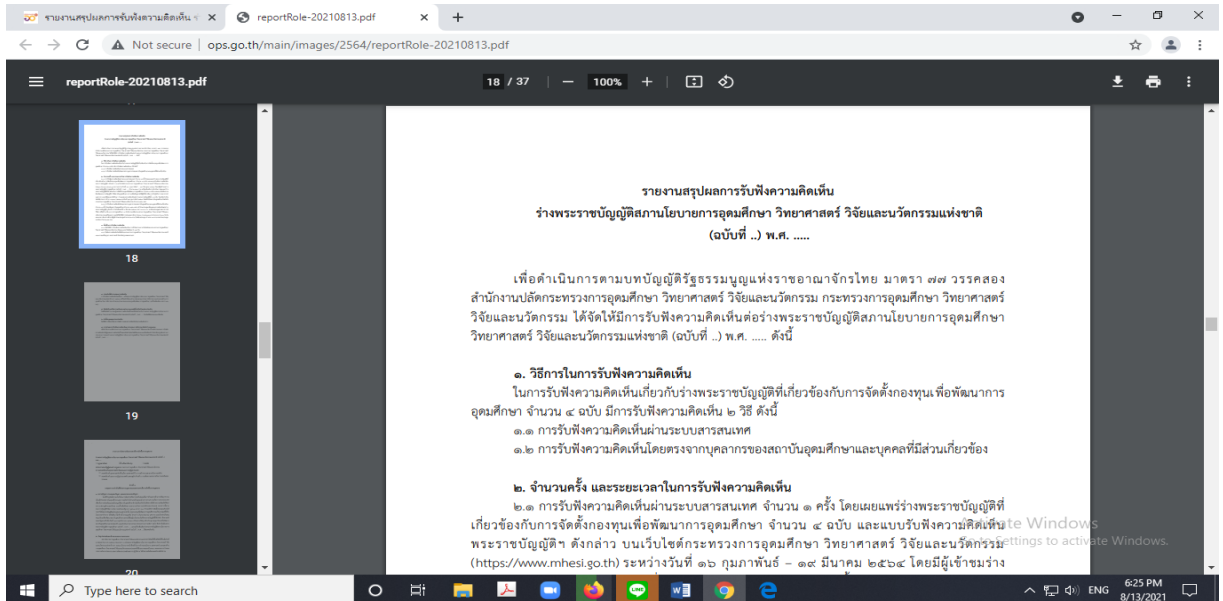 รายงานสรุปผลการรับฟังความคิดเห็น ร่
reportRole-20210813.pdf
Not secure
ops.go.th/main/images/2564/reportRole-20210813.pdf
reportRole-20210813.pdf
18 / 37
100%
18
19
20
รายงานสรุปผลการรับฟังความคิดเห็น
ร่างพระราชบัญญัติสภานโยบายการอุดมศึกษา วิทยาศาสตร์ วิจัยและนวัตกรรมแห่งชาติ
(ฉบับที่ ..) พ.ศ. .....
เพื่อดำเนินการตามบทบัญญัติรัฐธรรมนูญแห่งราชอาณาจักรไทย มาตรา ๗๗ วรรคสอง
สำนักงานปลัดกระทรวงการอุดมศึกษา วิทยาศาสตร์ วิจัยและนวัตกรรม กระทรวงการอุดมศึกษา วิทยาศาสตร์
วิจัยและนวัตกรรม ได้จัดให้มีการรับฟังความคิดเห็นต่อร่างพระราชบัญญัติสภานโยบายการอุดมศึกษา
วิทยาศาสตร์ วิจัยและนวัตกรรมแห่งชาติ (ฉบับที่ ..) พ.ศ. ..... ดังนี้
๑. วิธีการในการรับฟังความคิดเห็น
ในการรับฟังความคิดเห็นเกี่ยวกับร่างพระราชบัญญัติที่เกี่ยวข้องกับการจัดตั้งกองทุนเพื่อพัฒนาการ
อุดมศึกษา จำนวน ๔ ฉบับ มีการรับฟังความคิดเห็น ๒ วิธี ดังนี้
๑.๑ การรับฟังความคิดเห็นผ่านระบบสารสนเทศ
๑.๒ การรับฟังความคิดเห็นโดยตรงจากบุคลากรของสถาบันอุดมศึกษาและบุคคลที่มีส่วนเกี่ยวข้อง
๒. จำนวนครั้ง และระยะเวลาในการรับฟังความคิดเห็น
๒.๑ การรับฟังความคิดเห็นผ่านระบบสารสนเทศ จำนวน ๑ ครั้ง โดยเผยแพร่ร่างพระราชบัญญัติที่
เกี่ยวข้องกับการจัดตั้งกองทุนเพื่อพัฒนาการอุดมศึกษา จำนวน ๔ ฉบับ และแบบรับฟังความคิดเห็น
พระราชบัญญัติฯ ดังกล่าว บนเว็บไซต์กระทรวงการอุดมศึกษา วิทยาศาสตร์ วิจัยและนวัตกรรม
(https://www.mhesi.go.th) ระหว่างวันที่ ๑๖ กุมภาพันธ์ – ๑๙ มีนาคม ๒๕๖๔ โดยมีผู้เข้าชมร่าง
Activate Windows
Go to Settings to activate Windows.
Type here to search
ENG
6:25 PM
8/13/2021